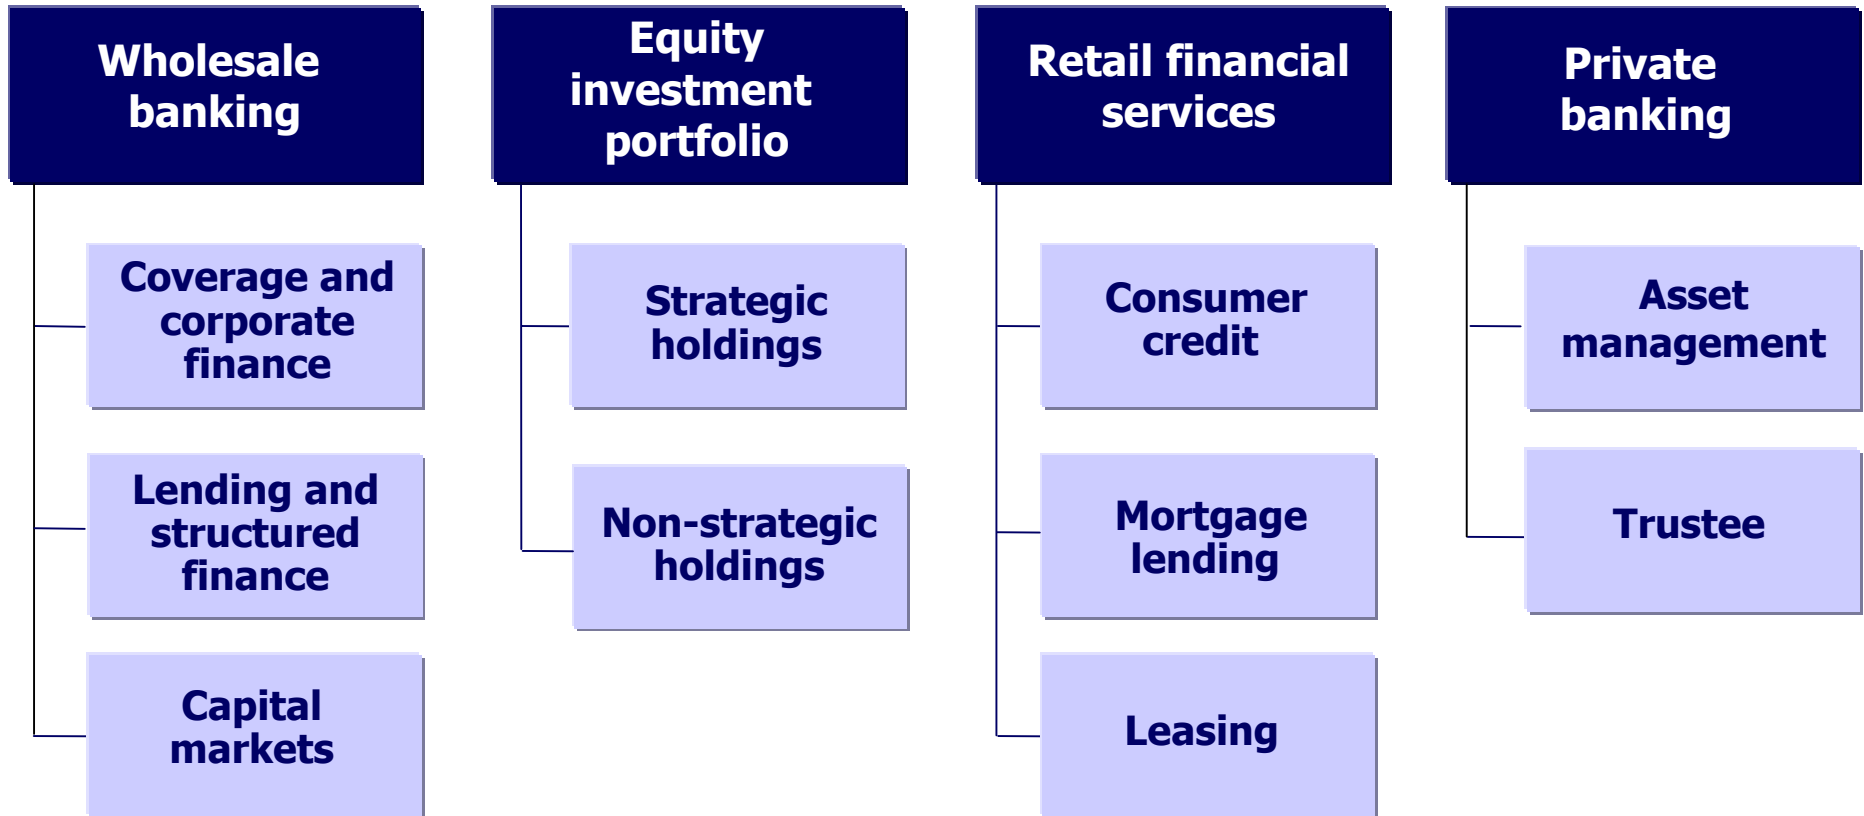 Wholesale
banking
Coverage and
corporate
finance
Lending and
structured
finance
Capital
markets
Equity
investment
portfolio
Strategic
holdings
Non-strategic
holdings
Retail financial
services
Consumer
credit
Mortgage
lending
Leasing
Private
banking
Asset
management
Trustee